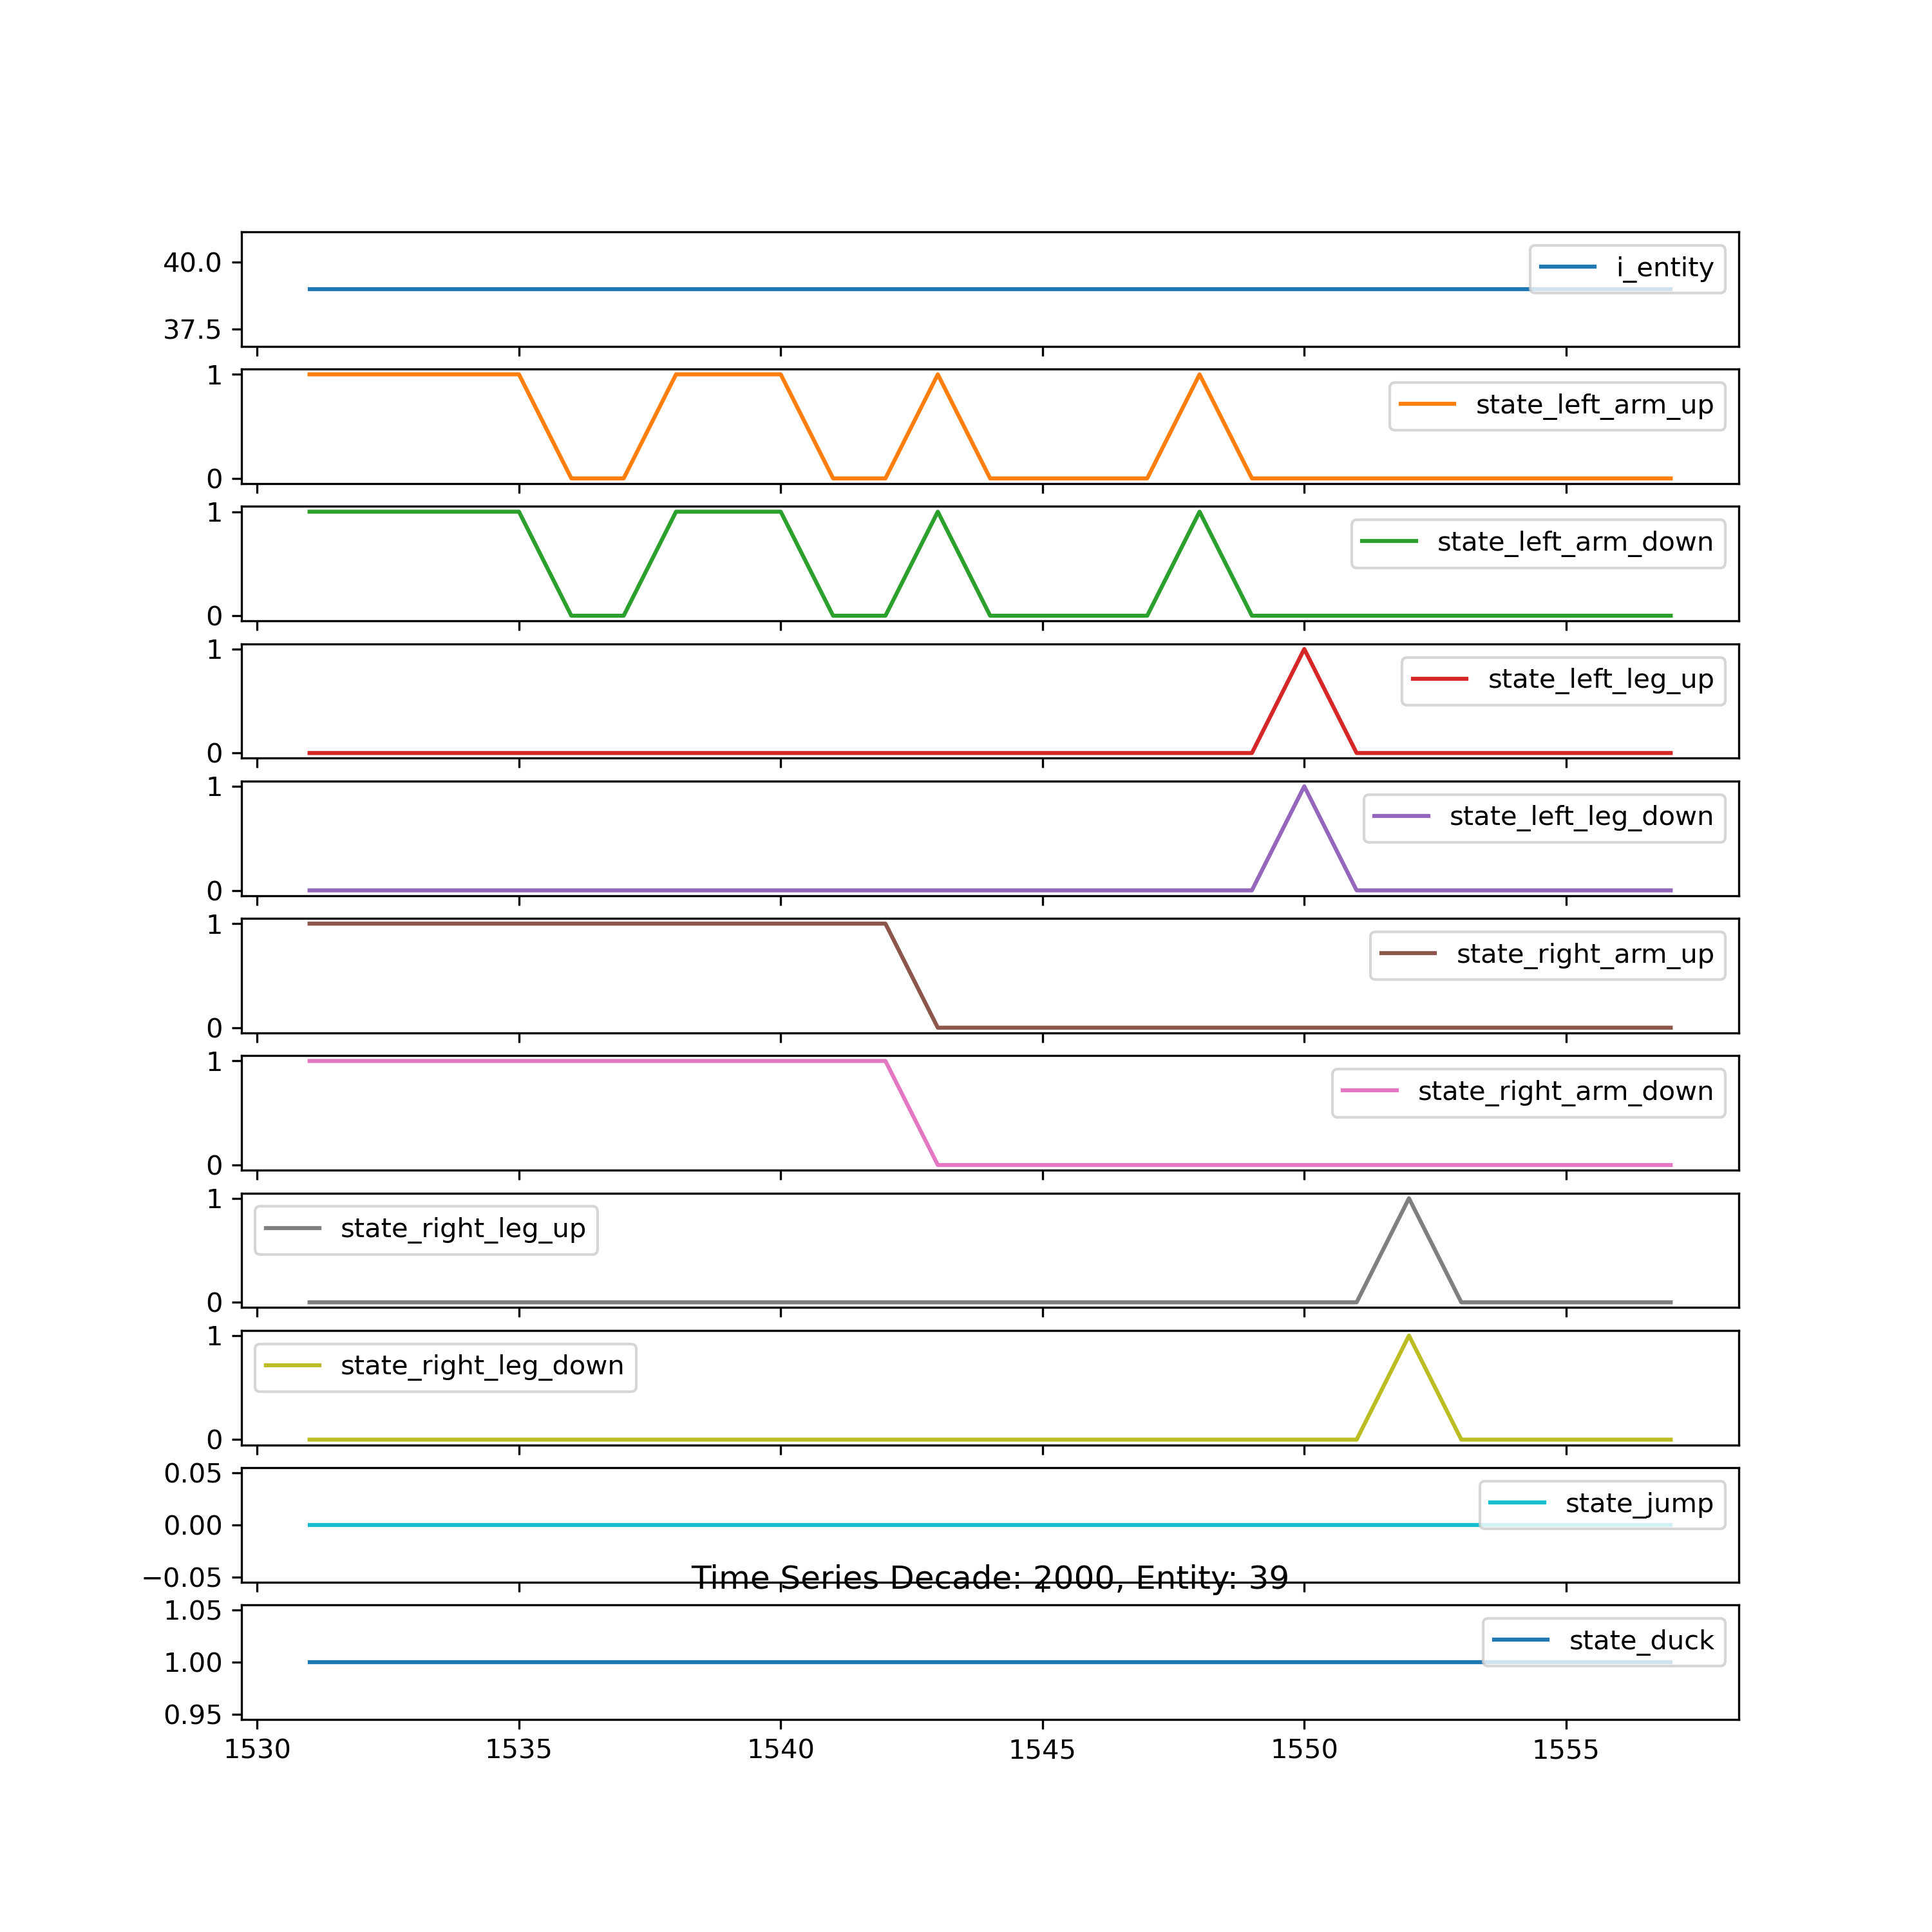 40.0
37.5
i_entity
1
0
state_left_arm_up
1
0
state_left_arm_down
1
0
state_left_leg_up
1
0
state_left_leg_down
1
0
state_right_arm_up
1
0
state_right_arm_down
1
0
state_right_leg_up
1
0
state_right_leg_down
0.05
0.00
−0.05
state_jump
Time Series Decade: 2000, Entity: 39
1.05
1.00
0.95
state_duck
1530 1535 1540 1545 1550 1555